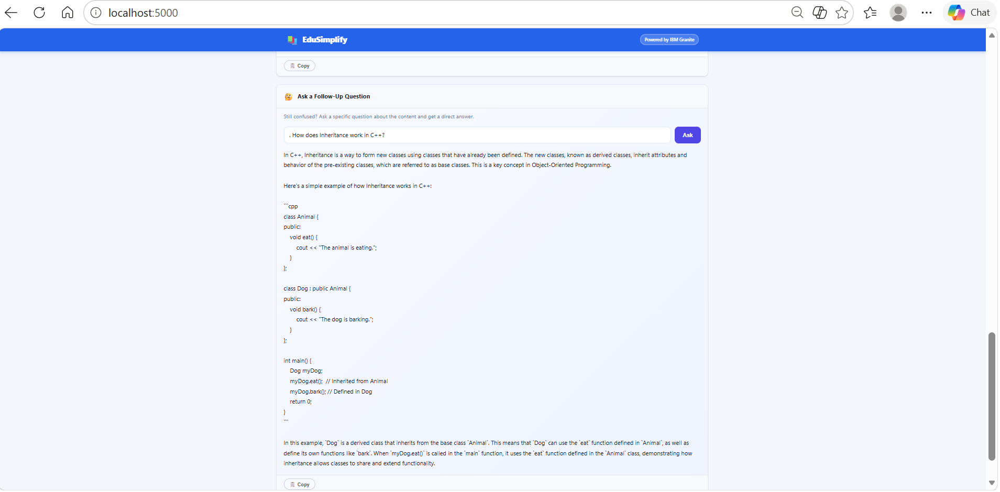 localhost:5000
Chat
EduSimplify
Powered by IBM Granite
Copy
Ask a Follow-Up Question
Still confused? Ask a specific question about the content and get a direct answer.
. How does Inheritance work in C++?
Ask
In C++, Inheritance is a way to form new classes using classes that have already been defined. The new classes, known as derived classes, inherit attributes and
behavior of the pre-existing classes, which are referred to as base classes. This is a key concept in Object-Oriented Programming.
Here's a simple example of how Inheritance works in C++:
```cpp
class Animal {
public:
    void eat() {
        cout << "The animal is eating.";
    }
};
class Dog : public Animal {
public:
    void bark() {
        cout << "The dog is barking.";
    }
};
int main() {
    Dog myDog;
    myDog.eat();  // Inherited from Animal
    myDog.bark(); // Defined in Dog
    return 0;
}
```
In this example, `Dog` is a derived class that inherits from the base class `Animal`. This means that `Dog` can use the `eat` function defined in `Animal`, as well as
define its own functions like `bark`. When `myDog.eat()` is called in the `main` function, it uses the `eat` function defined in the `Animal` class, demonstrating how
inheritance allows classes to share and extend functionality.
Copy